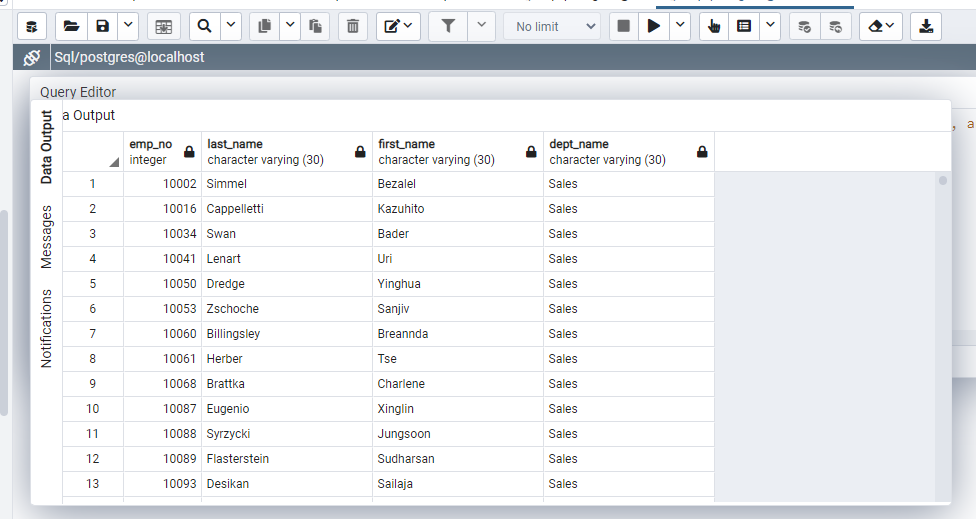 No limit
Sql/postgres@localhost
Query Editor
, a
a Output
Data Output
Messages
Notifications
emp_no last_name first_name dept_name
integer character varying (30) character varying (30) character varying (30)
1 10002 Simmel Bezalel Sales
2 10016 Cappelletti Kazuhito Sales
3 10034 Swan Bader Sales
4 10041 Lenart Uri Sales
5 10050 Dredge Yinghua Sales
6 10053 Zschoche Sanjiv Sales
7 10060 Billingsley Breannda Sales
8 10061 Herber Tse Sales
9 10068 Brattka Charlene Sales
10 10087 Eugenio Xinglin Sales
11 10088 Syrzycki Jungsoon Sales
12 10089 Flasterstein Sudharsan Sales
13 10093 Desikan Sailaja Sales